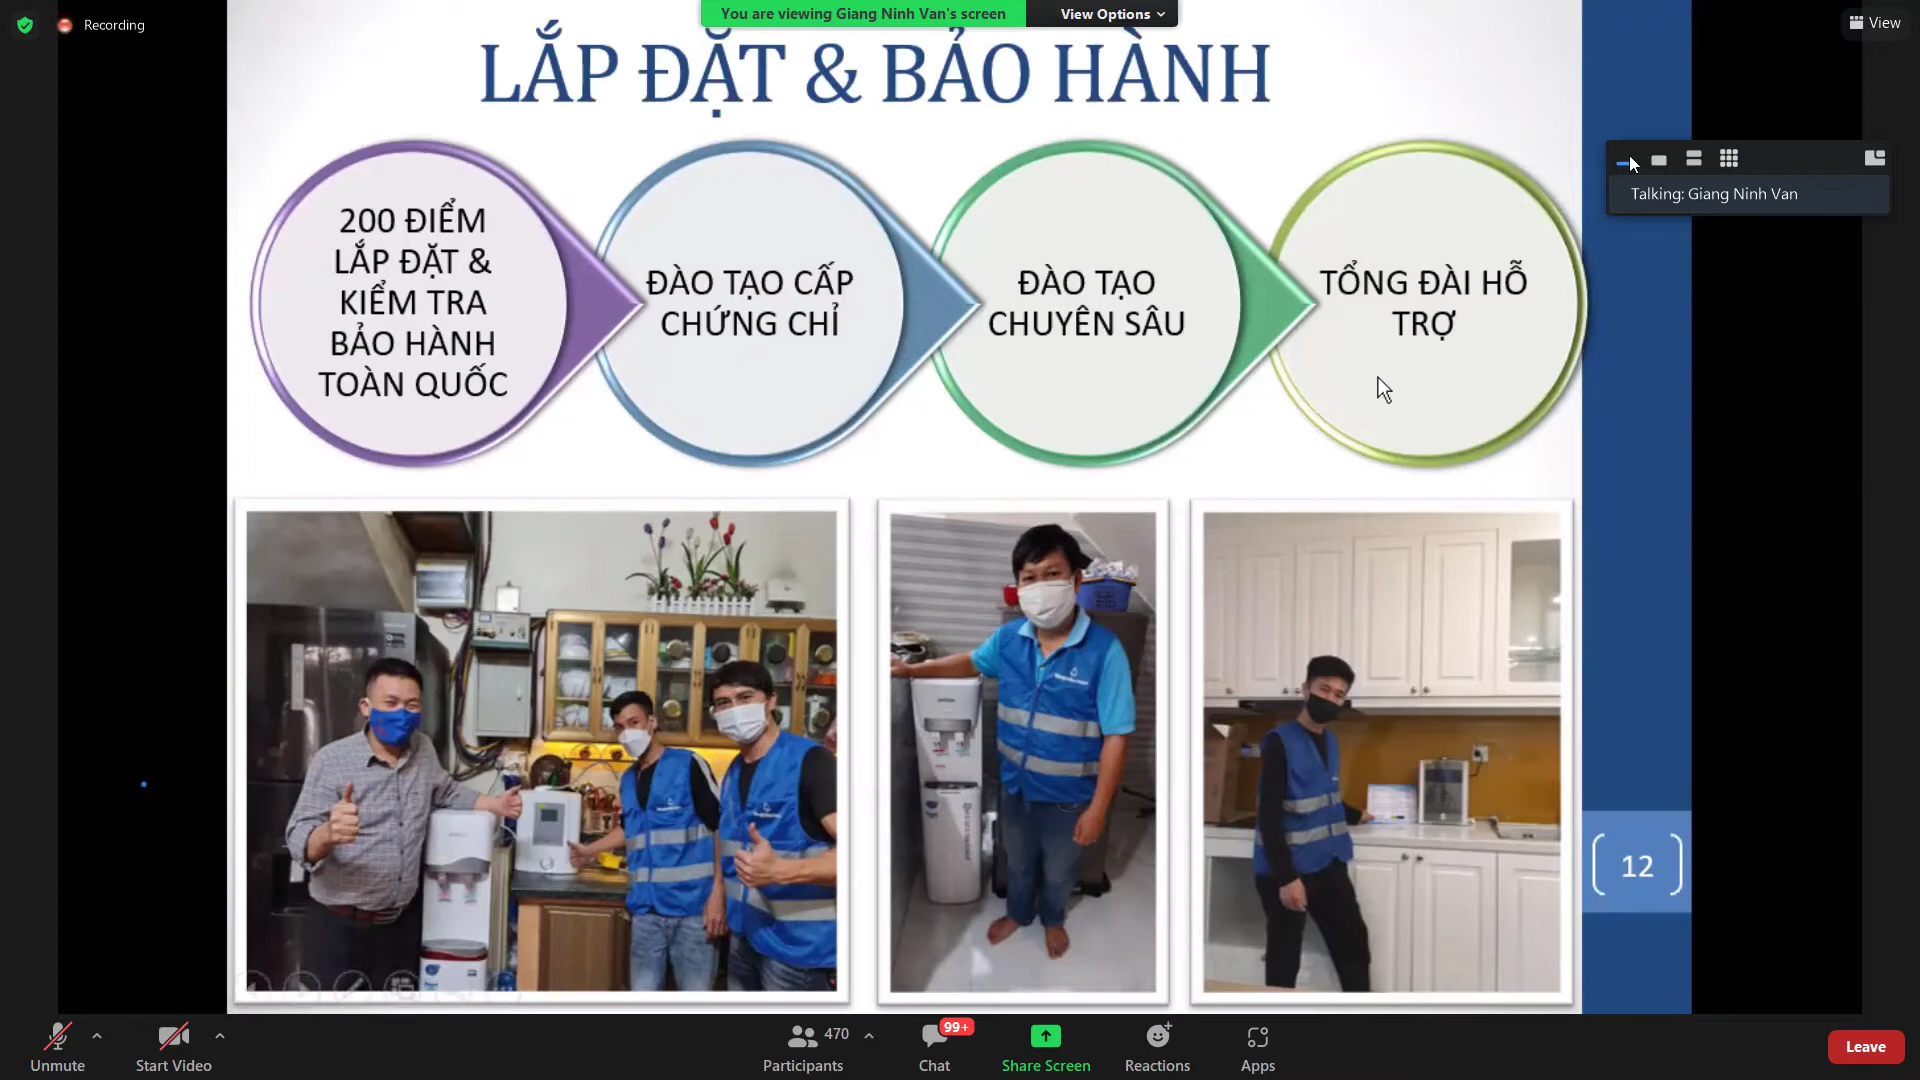 You are viewing Giang Ninh Van's screen
View Options
Recording
View
LẮP ĐẶT & BẢO HÀNH
Talking: Giang Ninh Van
200 ĐIỂM
LẮP ĐẶT &
KIỂM TRA
BẢO HÀNH
TOÀN QUỐC
ĐÀO TẠO CẤP
CHỨNG CHỈ
ĐÀO TẠO
CHUYÊN SÂU
TỔNG ĐÀI HỖ
TRỢ
12
Unmute
Start Video
470
Participants
99+
Chat
Share Screen
Reactions
Apps
Leave